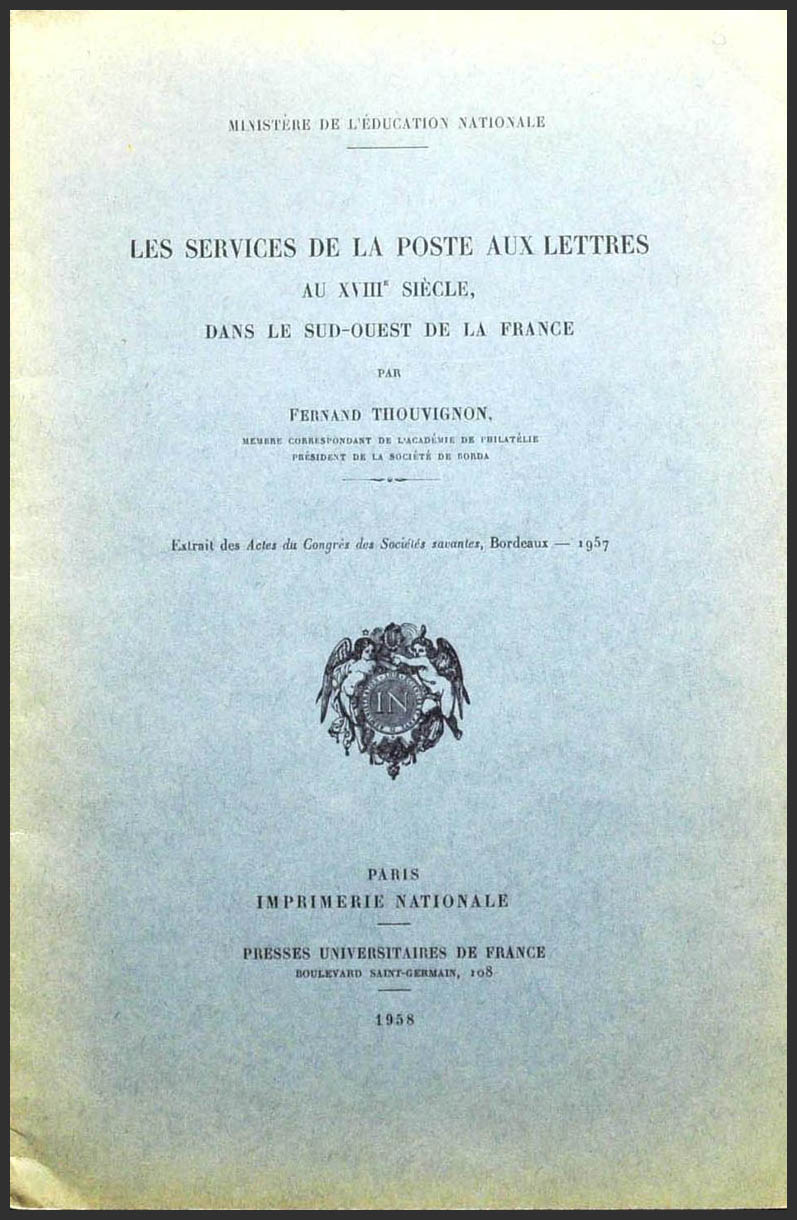 MINISTÈRE DE L'ÉDUCATION NATIONALE
LES SERVICES DE LA POSTE AUX LETTRES
AU XVIIIᴱ SIÈCLE,
DANS LE SUD-OUEST DE LA FRANCE
PAR
FERNAND THOUVIGNON,
MEMBRE CORRESPONDANT DE L'ACADÉMIE DE PHILATÉLIE
PRÉSIDENT DE LA SOCIÉTÉ DE BORDA
Extrait des Actes du Congrès des Sociétés savantes, Bordeaux — 1957
IN
PARIS
IMPRIMERIE NATIONALE
PRESSES UNIVERSITAIRES DE FRANCE
BOULEVARD SAINT-GERMAIN, 108
1958